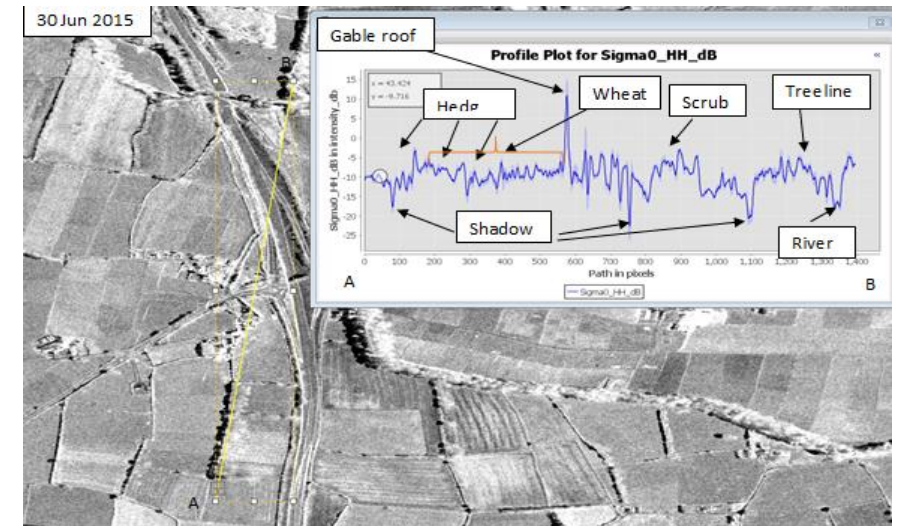 30 Jun 2015
B
Gable roof
Profile Plot for Sigma0_HH_dB
«
x = 43.424
y = -9.716
Hedg
Wheat
Scrub
Treeline
Shadow
River
Sigma0_HH_dB in intensity_db
15
10
5
0
-5
-10
-15
-20
-25
0 100 200 300 400 500 600 700 800 900 1,000 1,100 1,200 1,300 1,400
Path in pixels
Sigma0_HH_dB
A
B
A